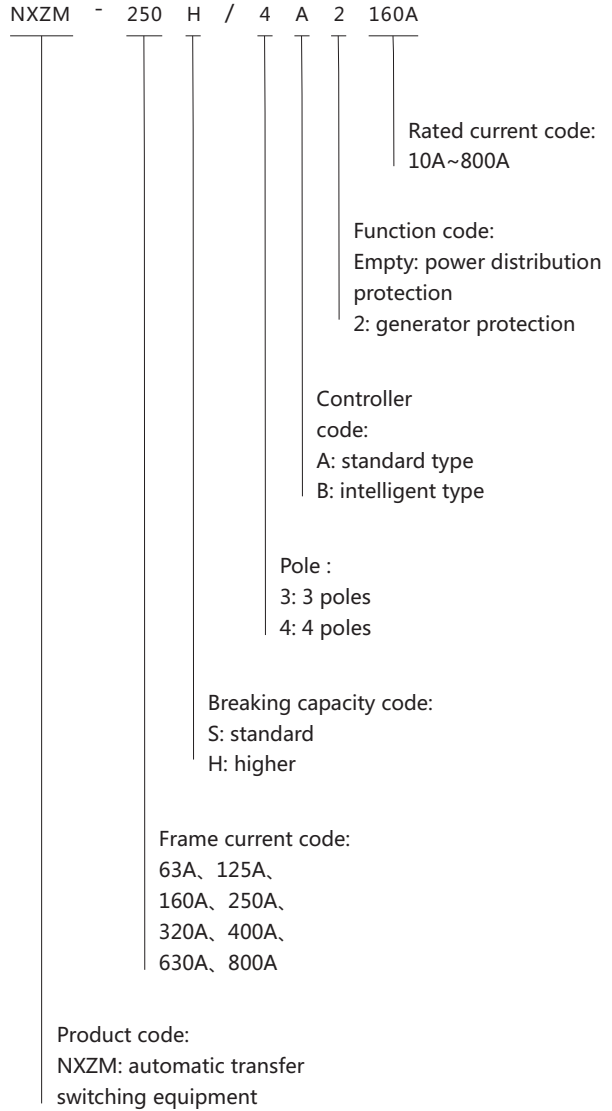 NXZM - 250 H / 4 A 2 160A
Rated current code:
10A~800A
Function code:
Empty: power distribution
protection
2: generator protection
Controller
code:
A: standard type
B: intelligent type
Pole :
3: 3 poles
4: 4 poles
Breaking capacity code:
S: standard
H: higher
Frame current code:
63A、125A、
160A、250A、
320A、400A、
630A、800A
Product code:
NXZM: automatic transfer
switching equipment